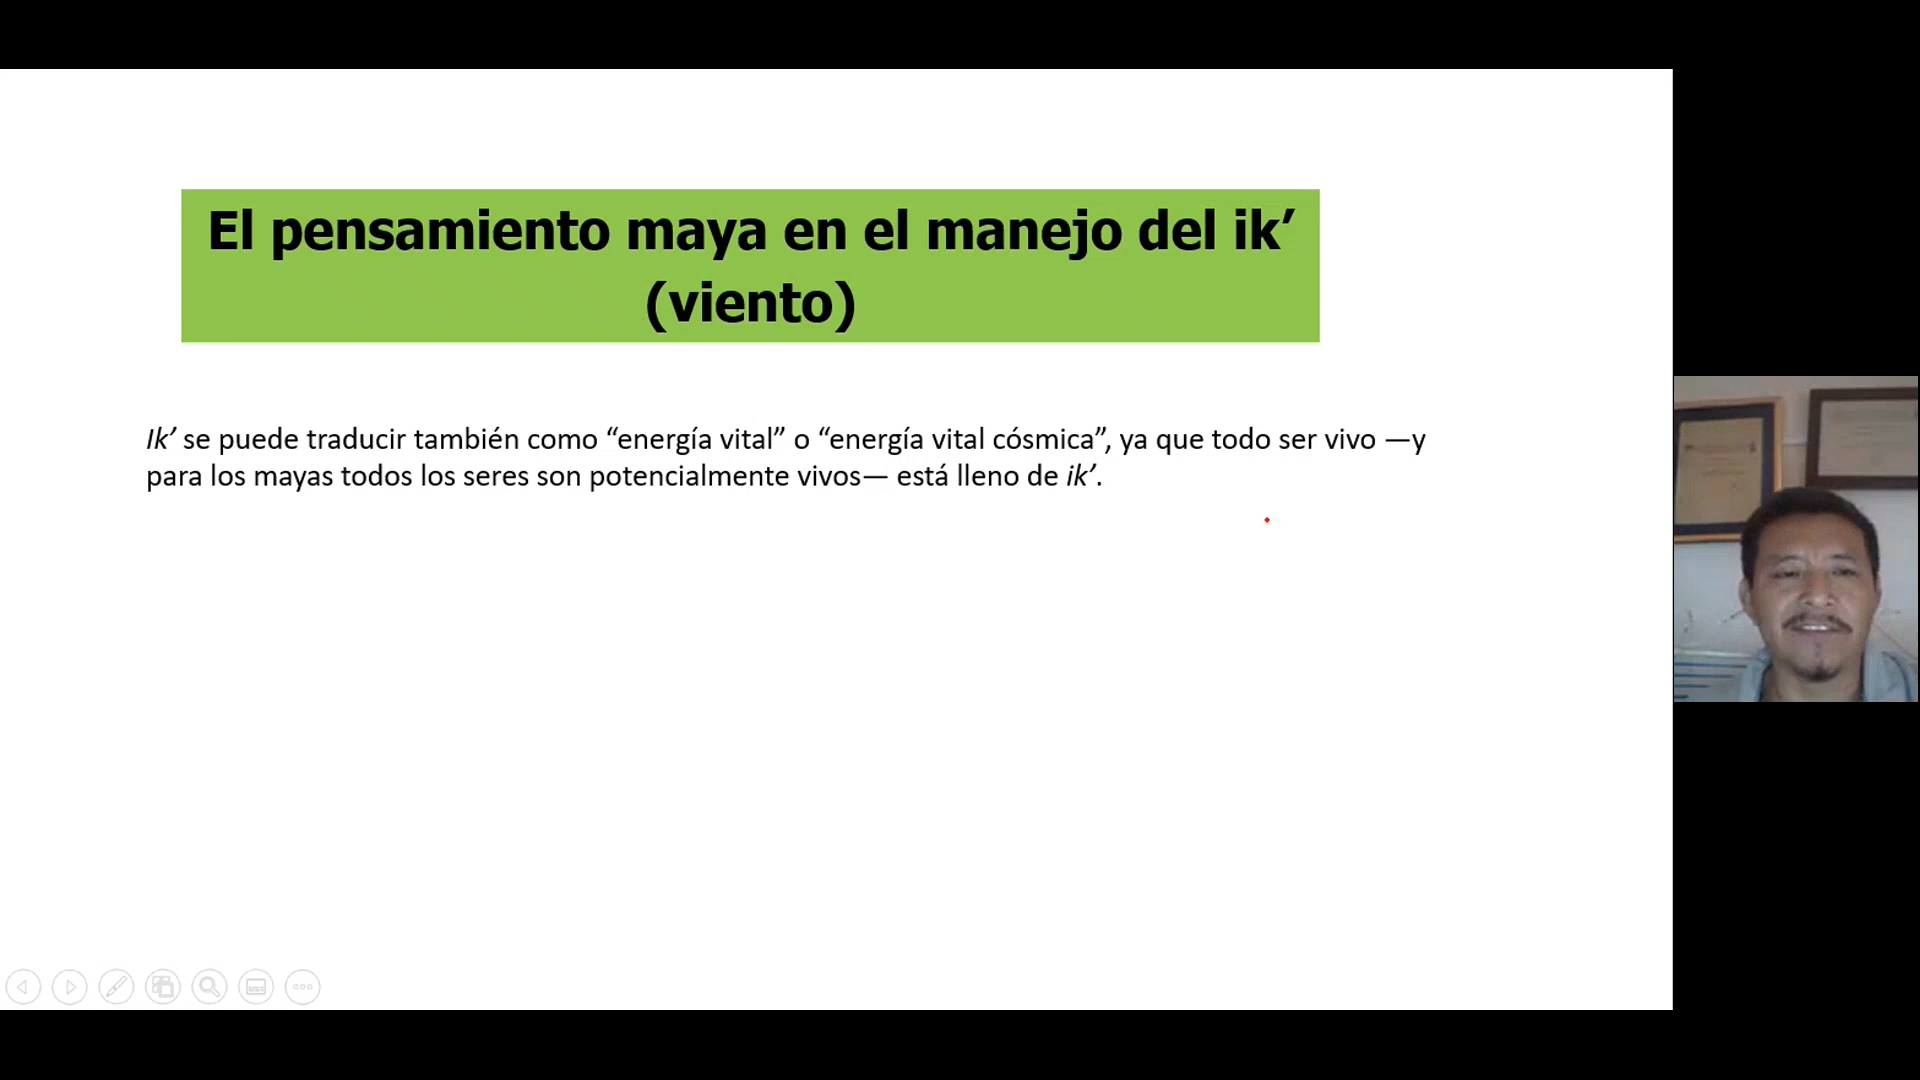 El pensamiento maya en el manejo del ik’
(viento)
Ik’ se puede traducir también como “energía vital” o “energía vital cósmica”, ya que todo ser vivo —y
para los mayas todos los seres son potencialmente vivos— está lleno de ik’.